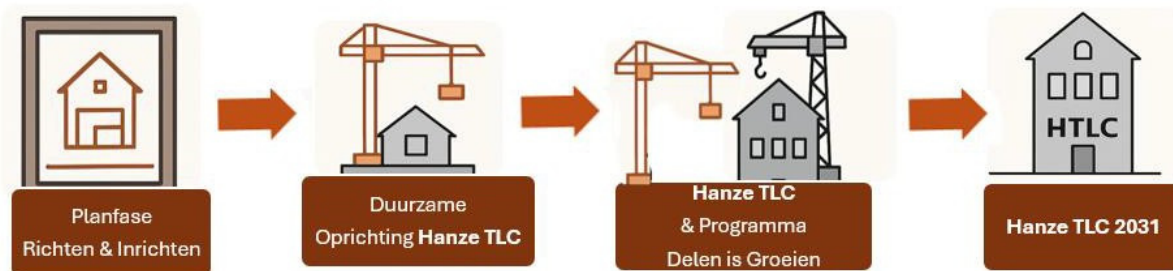 HTLC
Planfase
Richten & Inrichten
Duurzame
Oprichting Hanze TLC
Hanze TLC
& Programma
Delen is Groeien
Hanze TLC 2031